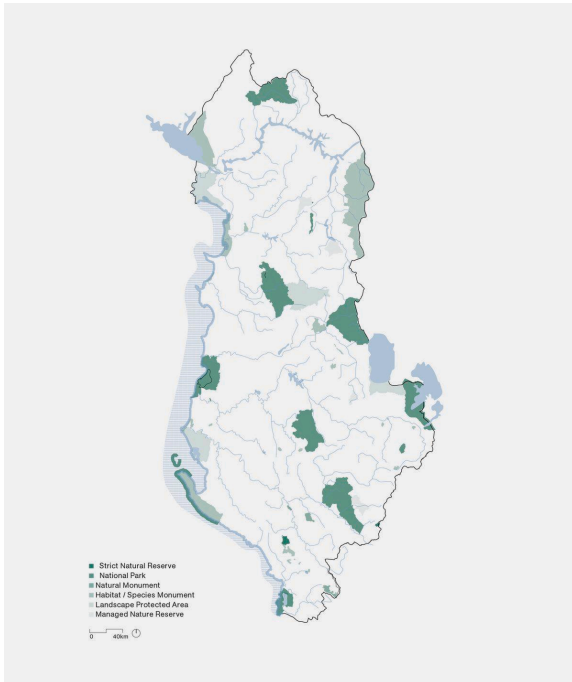 Strict Natural Reserve
National Park
Natural Monument
Habitat / Species Monument
Landscape Protected Area
Managed Nature Reserve
0 40km